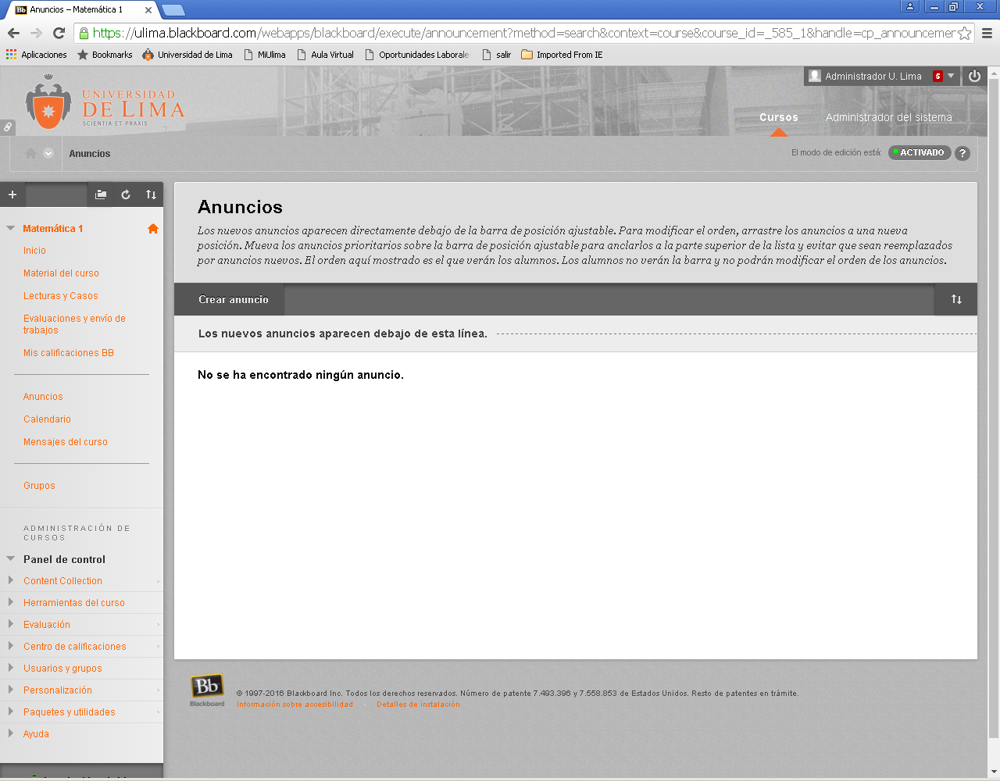 Anuncios – Matemática 1
https://ulima.blackboard.com/webapps/blackboard/execute/announcement?method=search&context=course&course_id=_585_1&handle=cp_announcemen
Aplicaciones
Bookmarks
Universidad de Lima
MiUlima
Aula Virtual
Oportunidades Laborale
salir
Imported From IE
Administrador U. Lima 5
UNIVERSIDAD
DE LIMA
SCIENTIA ET PRAXIS
Cursos
Administrador del sistema
Anuncios
El modo de edición está:
ACTIVADO
?
Matemática 1
Inicio
Material del curso
Lecturas y Casos
Evaluaciones y envío de
trabajos
Mis calificaciones BB
Anuncios
Calendario
Mensajes del curso
Grupos
ADMINISTRACIÓN DE
CURSOS
Panel de control
Content Collection
Herramientas del curso
Evaluación
Centro de calificaciones
Usuarios y grupos
Personalización
Paquetes y utilidades
Ayuda
Anuncios
Los nuevos anuncios aparecen directamente debajo de la barra de posición ajustable. Para modificar el orden, arrastre los anuncios a una nueva
posición. Mueva los anuncios prioritarios sobre la barra de posición ajustable para anclarlos a la parte superior de la lista y evitar que sean reemplazados
por anuncios nuevos. El orden aquí mostrado es el que verán los alumnos. Los alumnos no verán la barra y no podrán modificar el orden de los anuncios.
Crear anuncio
Los nuevos anuncios aparecen debajo de esta línea.
No se ha encontrado ningún anuncio.
Bb
Blackboard
© 1997-2016 Blackboard Inc. Todos los derechos reservados. Número de patente 7.493.396 y 7.558.853 de Estados Unidos. Resto de patentes en trámite.
Información sobre accesibilidad
Detalles de instalación